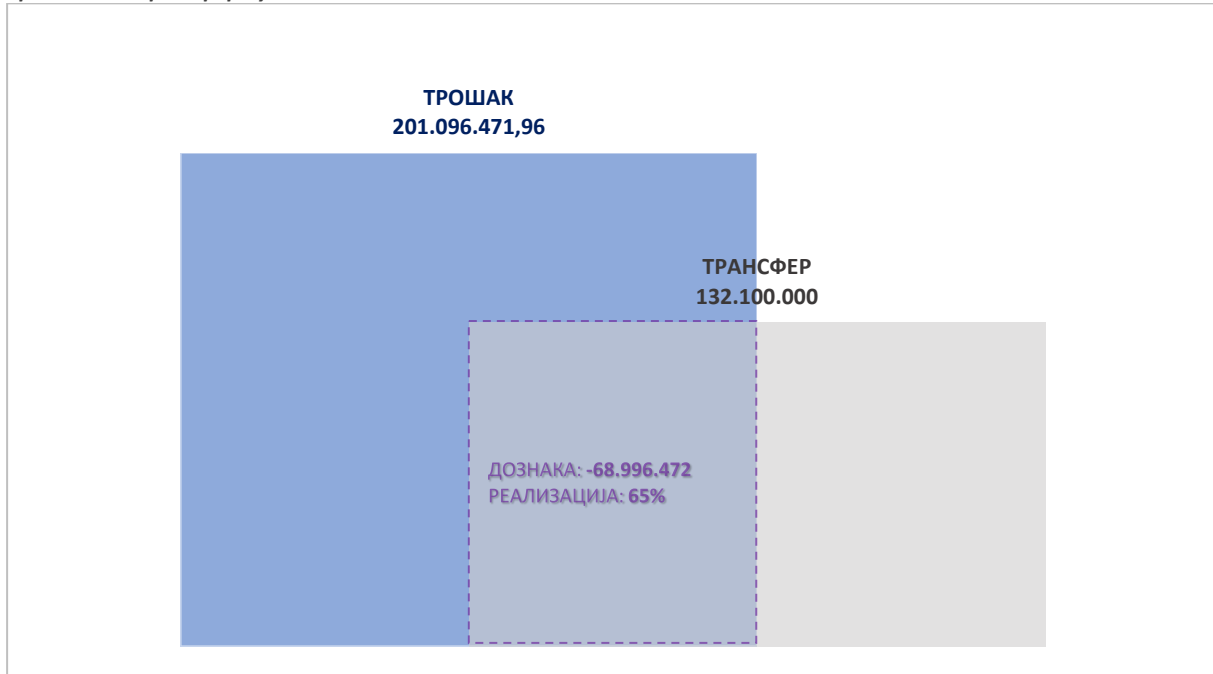 ТРОШАК
201.096.471,96
ТРАНСФЕР
132.100.000
ДОЗНАКА: -68.996.472
РЕАЛИЗАЦИЈА: 65%